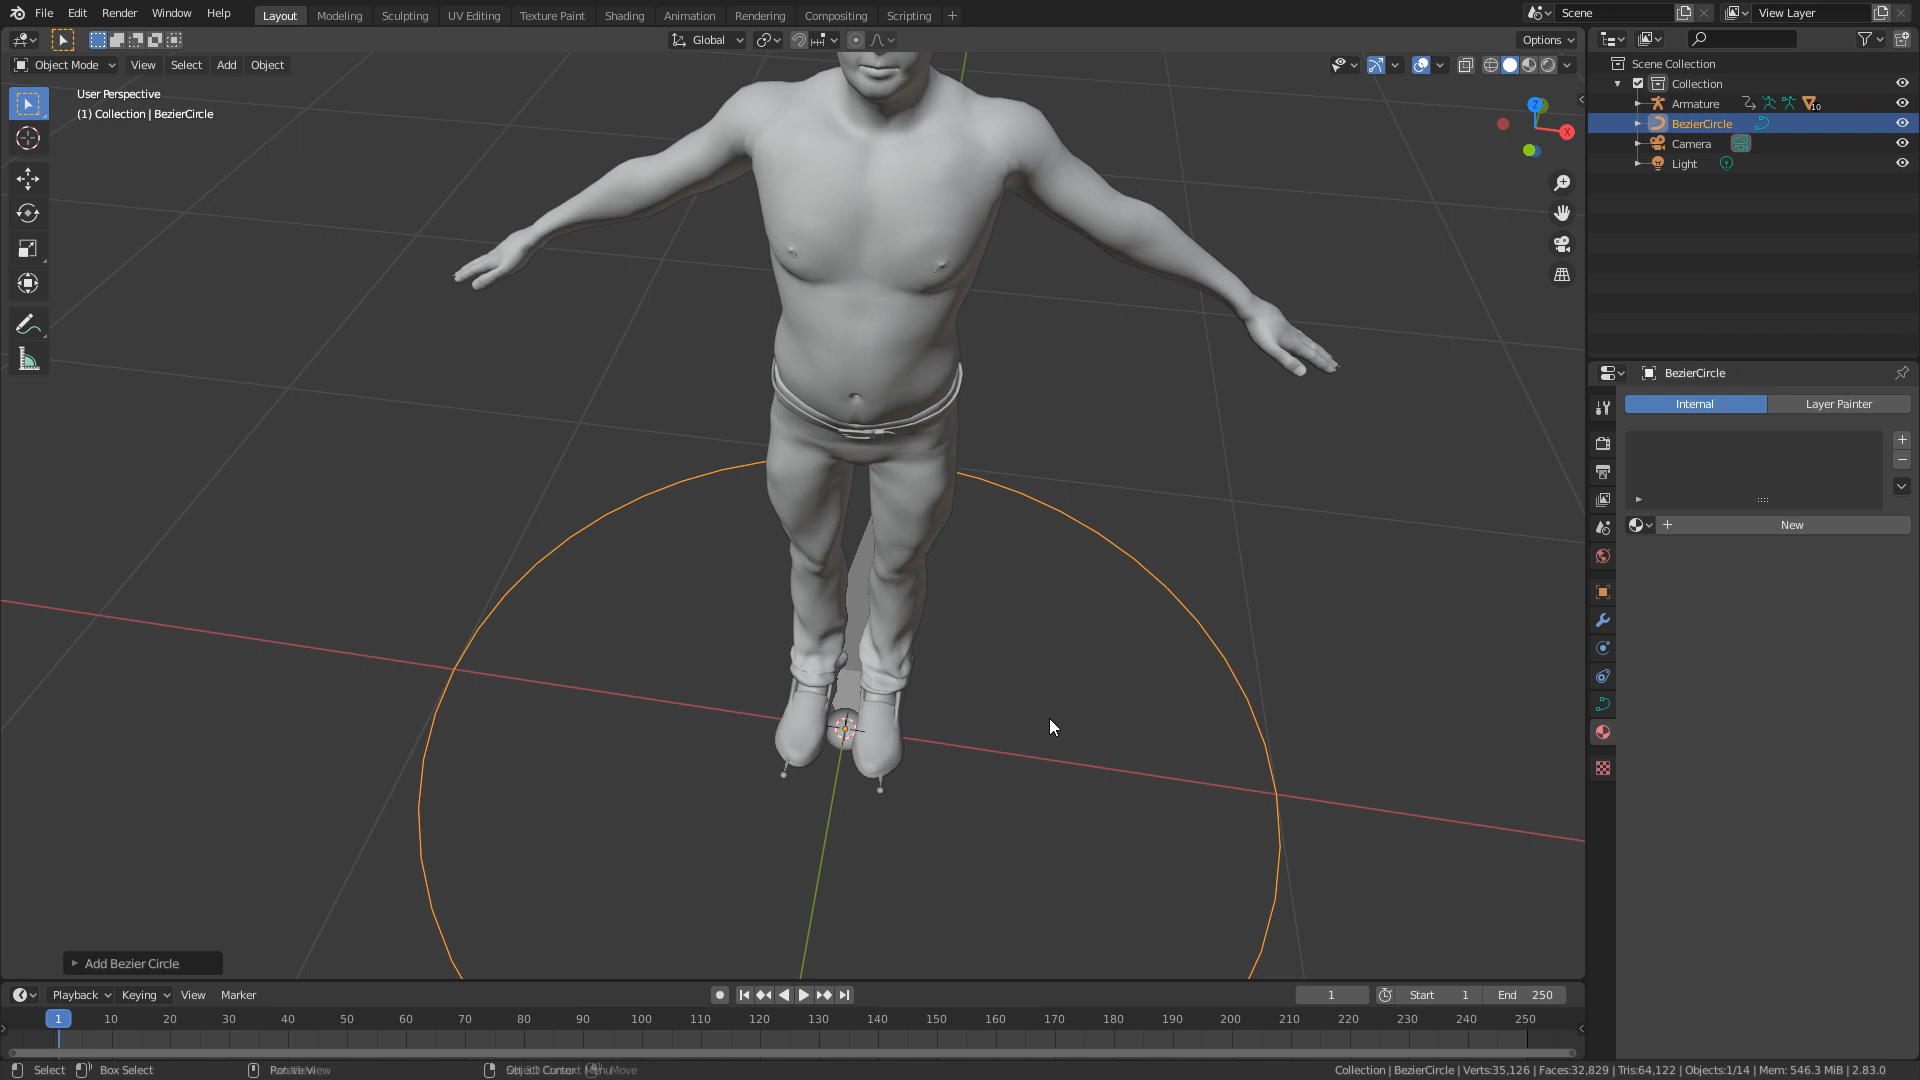 File Edit Render Window Help
Layout Modeling Sculpting UV Editing Texture Paint Shading Animation Rendering Compositing Scripting +
Scene
View Layer
Global
Options
Object Mode View Select Add Object
User Perspective
(1) Collection | BezierCircle
Z
X
Scene Collection
Collection
Armature
10
BezierCircle
Camera
Light
BezierCircle
Internal Layer Painter
+ New
Add Bezier Circle
Playback Keying View Marker
1
Start 1
End 250
1 10 20 30 40 50 60 70 80 90 100 110 120 130 140 150 160 170 180 190 200 210 220 230 240 250
Select Box Select
Collection | BezierCircle | Verts:35,126 | Faces:32,829 | Tris:64,122 | Objects:1/14 | Mem: 546.3 MiB | 2.83.0